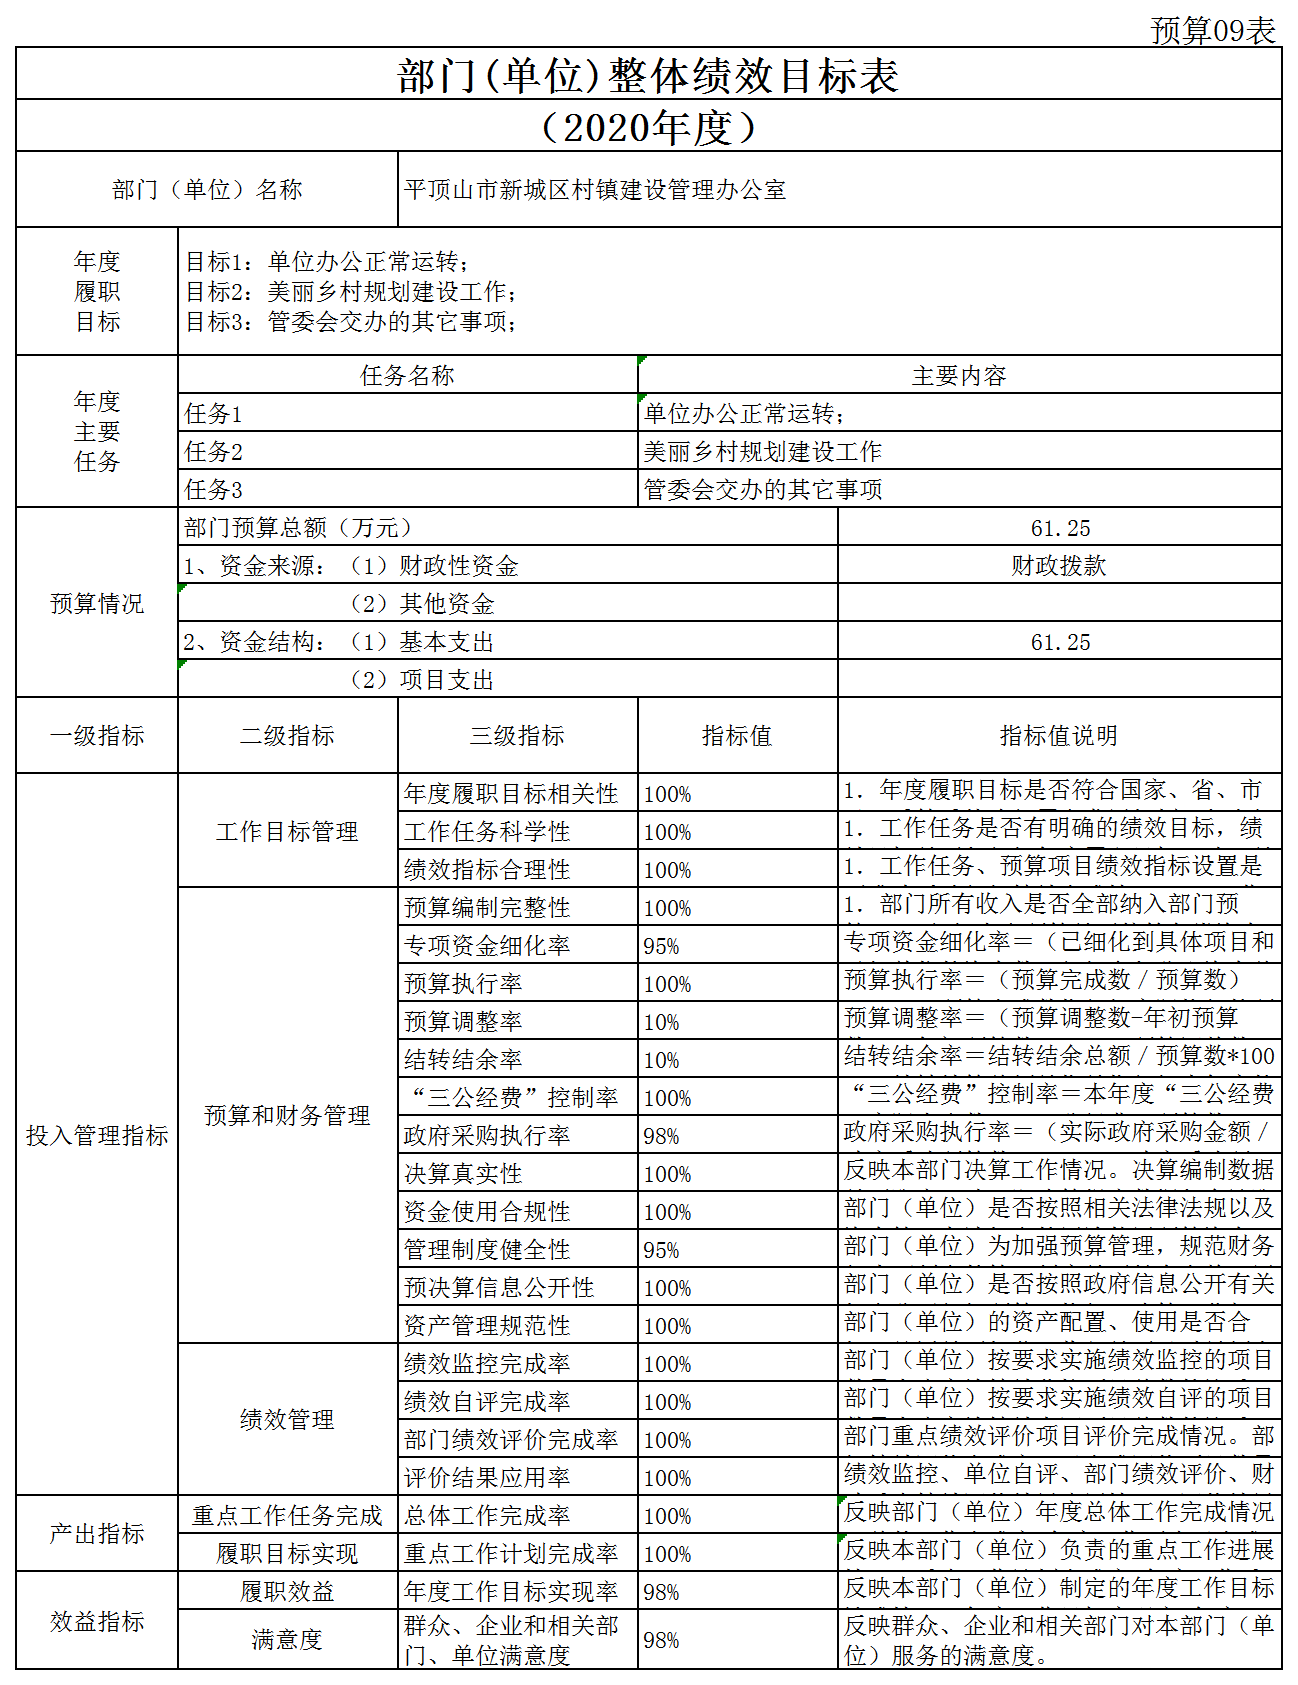 预算09表
部门(单位)整体绩效目标表
（2020年度）
部门（单位）名称 平顶山市新城区村镇建设管理办公室
年度
履职
目标
目标1：单位办公正常运转；
目标2：美丽乡村规划建设工作；
目标3：管委会交办的其它事项；
年度
主要
任务
任务名称 主要内容
任务1 单位办公正常运转；
任务2 美丽乡村规划建设工作
任务3 管委会交办的其它事项
预算情况
部门预算总额（万元） 61.25
1、资金来源：（1）财政性资金 财政拨款
（2）其他资金
2、资金结构：（1）基本支出 61.25
（2）项目支出
一级指标 二级指标 三级指标 指标值 指标值说明
投入管理指标
工作目标管理
年度履职目标相关性 100% 1. 年度履职目标是否符合国家、省、市
工作任务科学性 100% 1. 工作任务是否有明确的绩效目标，绩
绩效指标合理性 100% 1. 工作任务、预算项目绩效指标设置是
预算和财务管理
预算编制完整性 100% 1. 部门所有收入是否全部纳入部门预
专项资金细化率 95% 专项资金细化率＝（已细化到具体项目和
预算执行率 100% 预算执行率＝（预算完成数／预算数）
预算调整率 10% 预算调整率＝（预算调整数-年初预算
结转结余率 10% 结转结余率＝结转结余总额／预算数*100
“三公经费”控制率 100% “三公经费”控制率＝本年度“三公经费
政府采购执行率 98% 政府采购执行率＝（实际政府采购金额／
决算真实性 100% 反映本部门决算工作情况。决算编制数据
资金使用合规性 100% 部门（单位）是否按照相关法律法规以及
管理制度健全性 95% 部门（单位）为加强预算管理，规范财务
预决算信息公开性 100% 部门（单位）是否按照政府信息公开有关
资产管理规范性 100% 部门（单位）的资产配置、使用是否合
绩效管理
绩效监控完成率 100% 部门（单位）按要求实施绩效监控的项目
绩效自评完成率 100% 部门（单位）按要求实施绩效自评的项目
部门绩效评价完成率 100% 部门重点绩效评价项目评价完成情况。部
评价结果应用率 100% 绩效监控、单位自评、部门绩效评价、财
产出指标
重点工作任务完成 总体工作完成率 100% 反映部门（单位）年度总体工作完成情况
履职目标实现 重点工作计划完成率 100% 反映本部门（单位）负责的重点工作进展
效益指标
履职效益 年度工作目标实现率 98% 反映本部门（单位）制定的年度工作目标
满意度
群众、企业和相关部
门、单位满意度
98%
反映群众、企业和相关部门对本部门（单
位）服务的满意度。